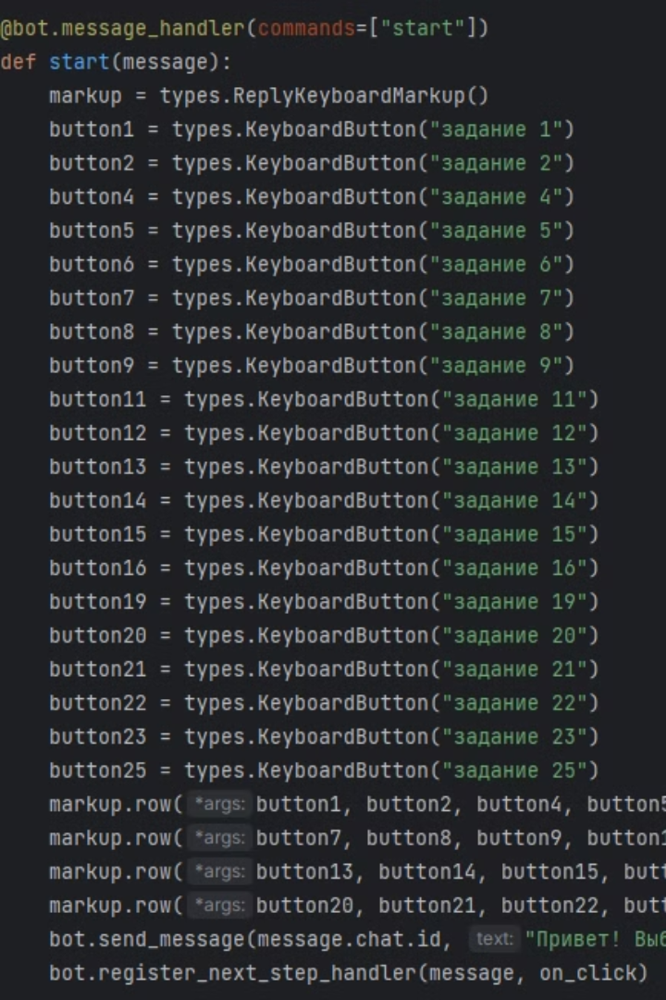 @bot.message_handler(commands=["start"])
def start(message):
    markup = types.ReplyKeyboardMarkup()
    button1 = types.KeyboardButton("задание 1")
    button2 = types.KeyboardButton("задание 2")
    button4 = types.KeyboardButton("задание 4")
    button5 = types.KeyboardButton("задание 5")
    button6 = types.KeyboardButton("задание 6")
    button7 = types.KeyboardButton("задание 7")
    button8 = types.KeyboardButton("задание 8")
    button9 = types.KeyboardButton("задание 9")
    button11 = types.KeyboardButton("задание 11")
    button12 = types.KeyboardButton("задание 12")
    button13 = types.KeyboardButton("задание 13")
    button14 = types.KeyboardButton("задание 14")
    button15 = types.KeyboardButton("задание 15")
    button16 = types.KeyboardButton("задание 16")
    button19 = types.KeyboardButton("задание 19")
    button20 = types.KeyboardButton("задание 20")
    button21 = types.KeyboardButton("задание 21")
    button22 = types.KeyboardButton("задание 22")
    button23 = types.KeyboardButton("задание 23")
    button25 = types.KeyboardButton("задание 25")
    markup.row( *args: button1, button2, button4, button5
    markup.row( *args: button7, button8, button9, button1
    markup.row( *args: button13, button14, button15, butt
    markup.row( *args: button20, button21, button22, butt
    bot.send_message(message.chat.id, text: "Привет! Выб
    bot.register_next_step_handler(message, on_click)